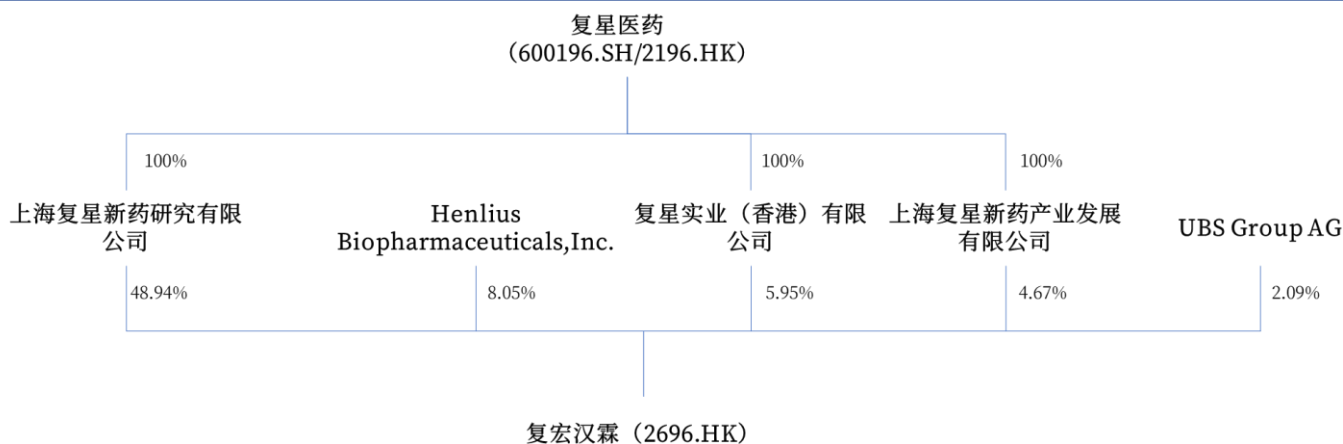 复星医药
（600196.SH/2196.HK）
100%
100%
100%
上海复星新药研究有限
公司
Henlius
Biopharmaceuticals,Inc.
复星实业（香港）有限
公司
上海复星新药产业发展
有限公司
UBS Group AG
48.94%
8.05%
5.95%
4.67%
2.09%
复宏汉霖（2696.HK）